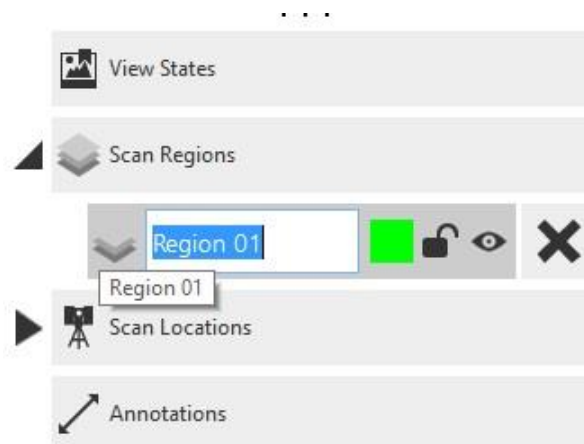 View States
Scan Regions
Region 01
Region 01
Scan Locations
Annotations